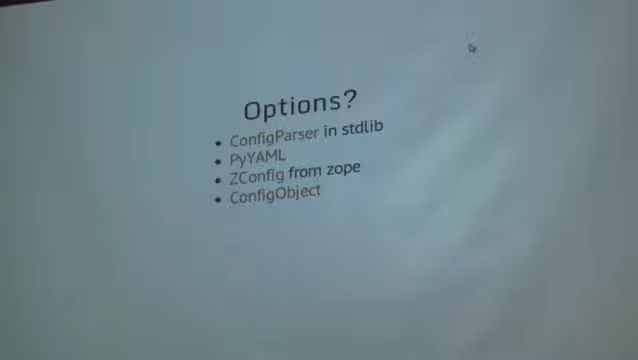 Options?
• ConfigParser in stdlib
• PyYAML
• ZConfig from zope
• ConfigObject